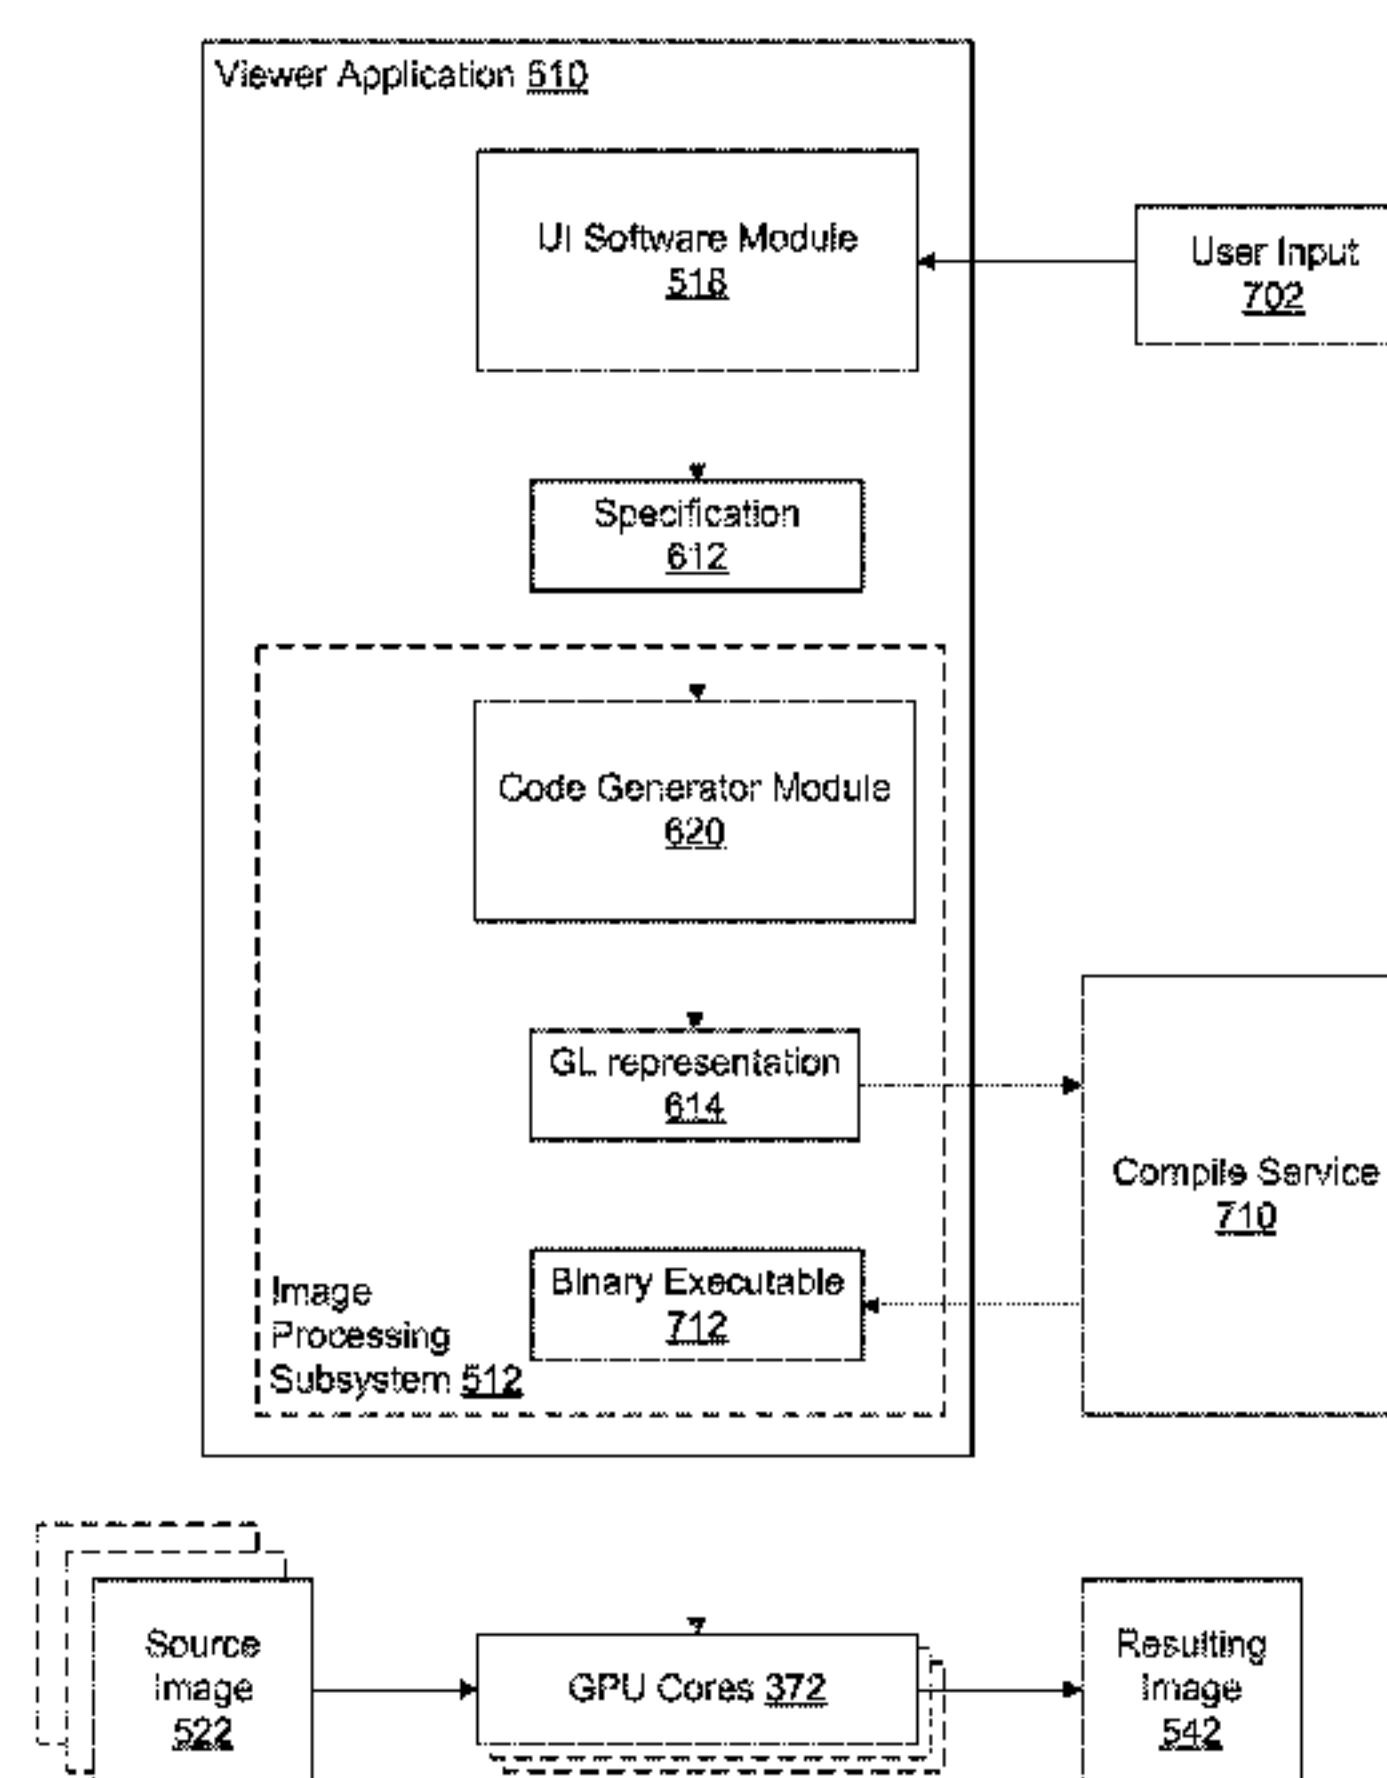 Viewer Application 510
UI Software Module
518
User Input
702
Specification
612
Code Generator Module
620
GL representation
614
Compile Service
710
Binary Executable
712
Image
Processing
Subsystem 512
Source
Image
522
GPU Cores 372
Resulting
Image
542